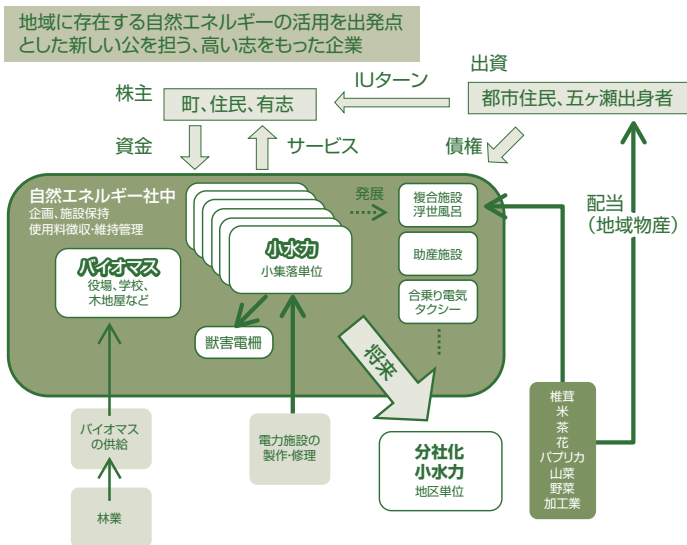 地域に存在する自然エネルギーの活用を出発点
とした新しい公を担う、高い志をもった企業
出資
IUターン
株主
町、住民、有志
都市住民、五ヶ瀬出身者
資金
サービス
債権
配当
（地域物産）
自然エネルギー社中
企画、施設保持
使用料徴収・維持管理
発展
複合施設
浮世風呂
小水力
小集落単位
助産施設
バイオマス
役場、学校、
木地屋など
合乗り電気
タクシー
獣害電柵
将来
バイオマス
の供給
電力施設の
製作・修理
分社化
小水力
地区単位
椎茸
米
茶
花
パプリカ
山菜
野菜
加工業
林業